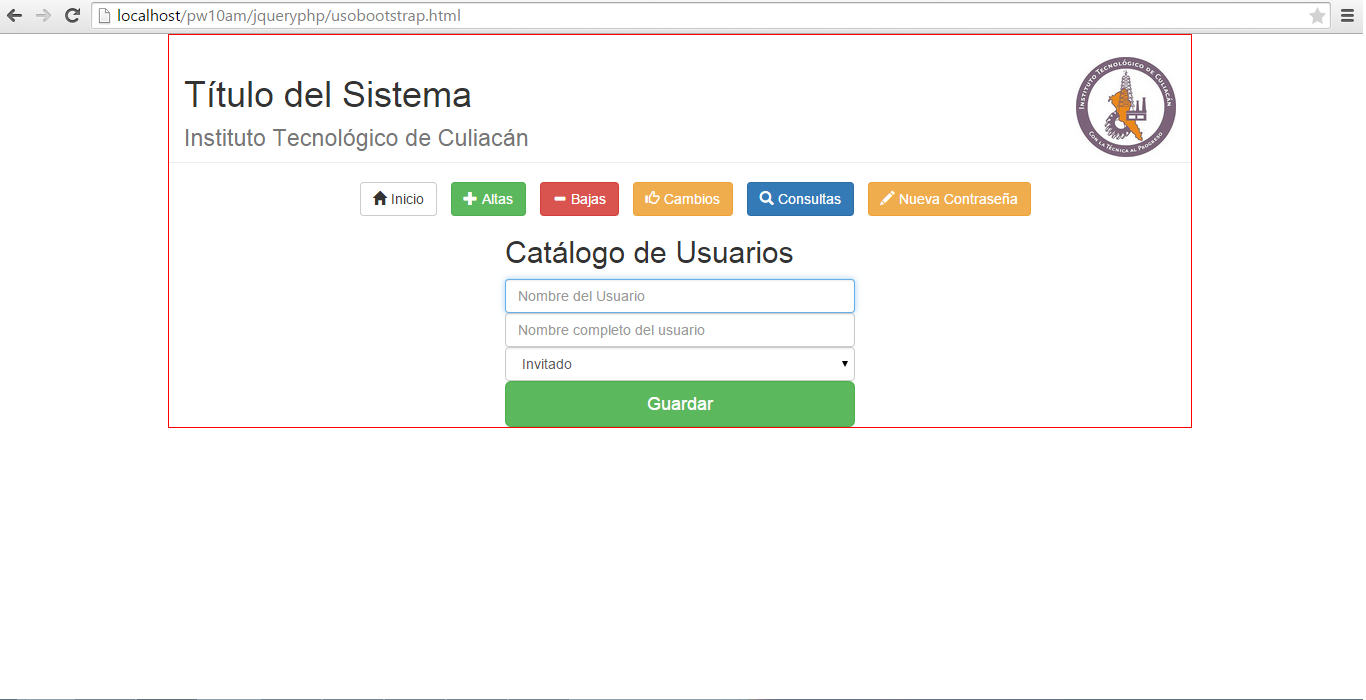 localhost/pw10am/jqueryphp/usobootstrap.html
Título del Sistema
Instituto Tecnológico de Culiacán
INSTITUTO TECNOLÓGICO DE CULIACÁN
CON LA TÉCNICA AL PROGRESO
Inicio Altas Bajas Cambios Consultas Nueva Contraseña
Catálogo de Usuarios
Nombre del Usuario
Nombre completo del usuario
Invitado
Guardar